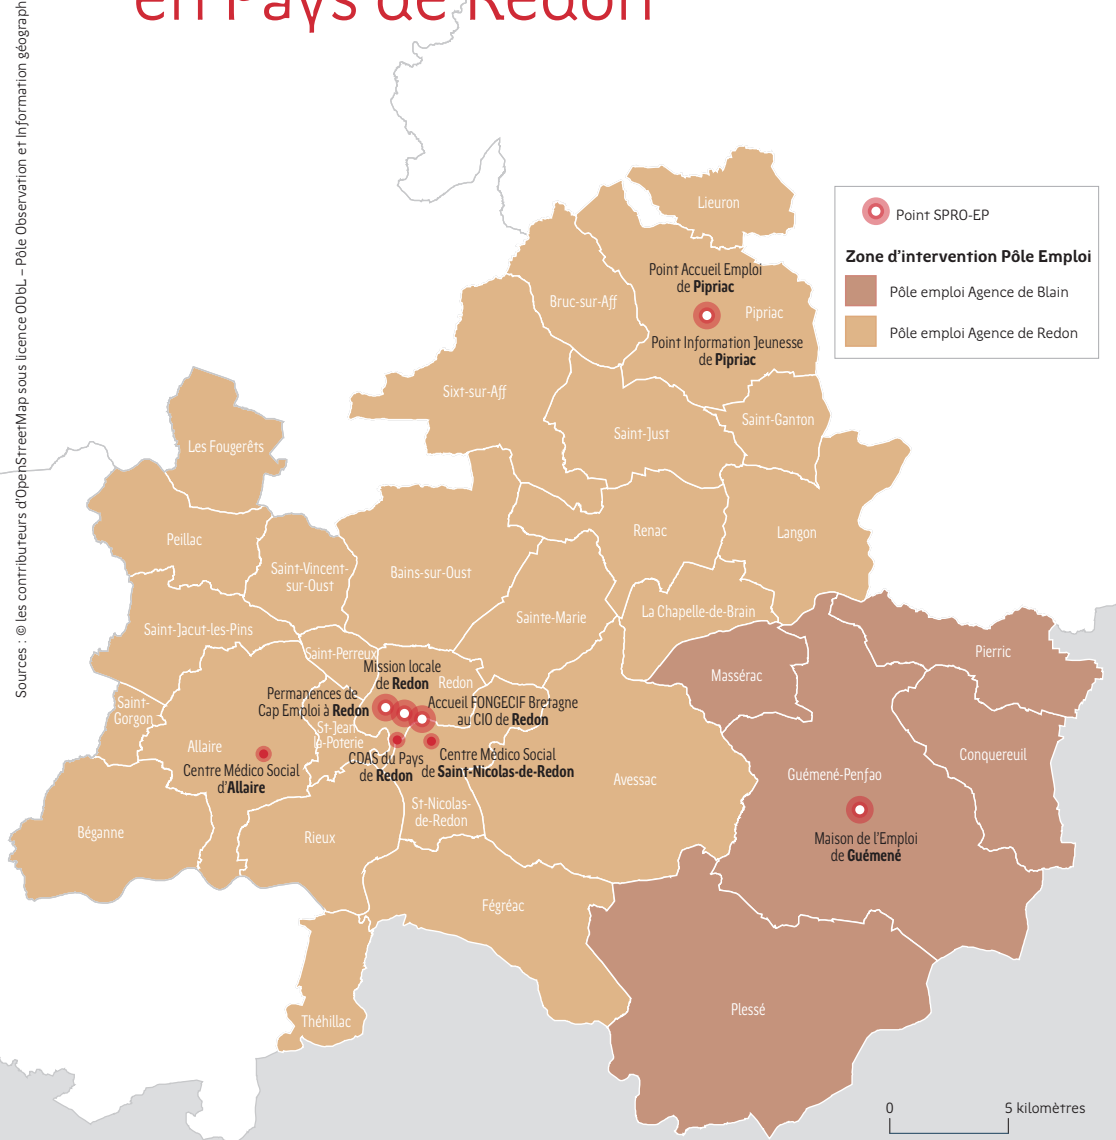 en Pays de Redon
Sources : © les contributeurs d'OpenStreetMap sous licence ODbL – Pôle Observation et Information géograph
Point SPRO-EP
Zone d'intervention Pôle Emploi
Pôle emploi Agence de Blain
Pôle emploi Agence de Redon
Lieuron
Point Accueil Emploi
de Pipriac
Bruc-sur-Aff
Pipriac
Point Information Jeunesse
de Pipriac
Sixt-sur-Aff
Saint-Just
Saint-Ganton
Les Fougerêts
Peillac
Renac
Langon
Saint-Vincent-
sur-Oust
Bains-sur-Oust
Sainte-Marie
La Chapelle-de-Brain
Saint-Jacut-les-Pins
Saint-Perreux
Pierric
Massérac
Mission locale
de Redon
Redon
Permanences de
Cap Emploi à Redon
Accueil FONGECIF Bretagne
au CIO de Redon
Saint-
Gorgon
St-Jean
la-Poterie
Allaire
Centre Médico Social
d'Allaire
COAS du Pays
de Redon
Centre Médico Social
de Saint-Nicolas-de-Redon
Avessac
Guémené-Penfao
Conquereuil
Maison de l'Emploi
de Guémené
St-Nicolas-
de-Redon
Béganne
Rieux
Fégréac
Plessé
Théhillac
0
5 kilomètres